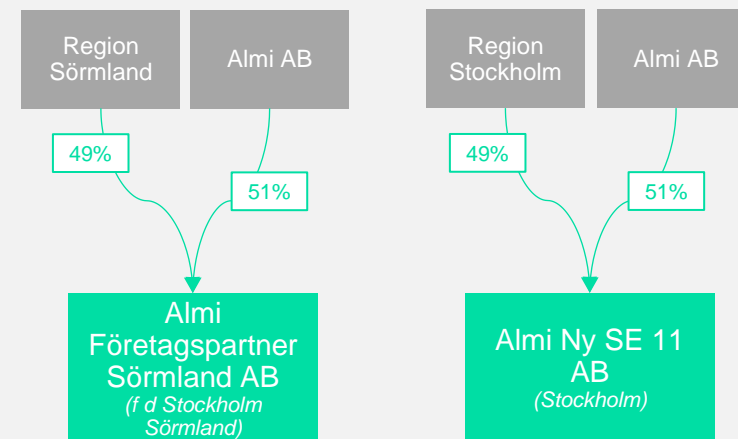 Region
Sörmland
Almi AB
49%
51%
Almi
Företagspartner
Sörmland AB
(f d Stockholm
Sörmland)
Region
Stockholm
Almi AB
49%
51%
Almi Ny SE 11
AB
(Stockholm)